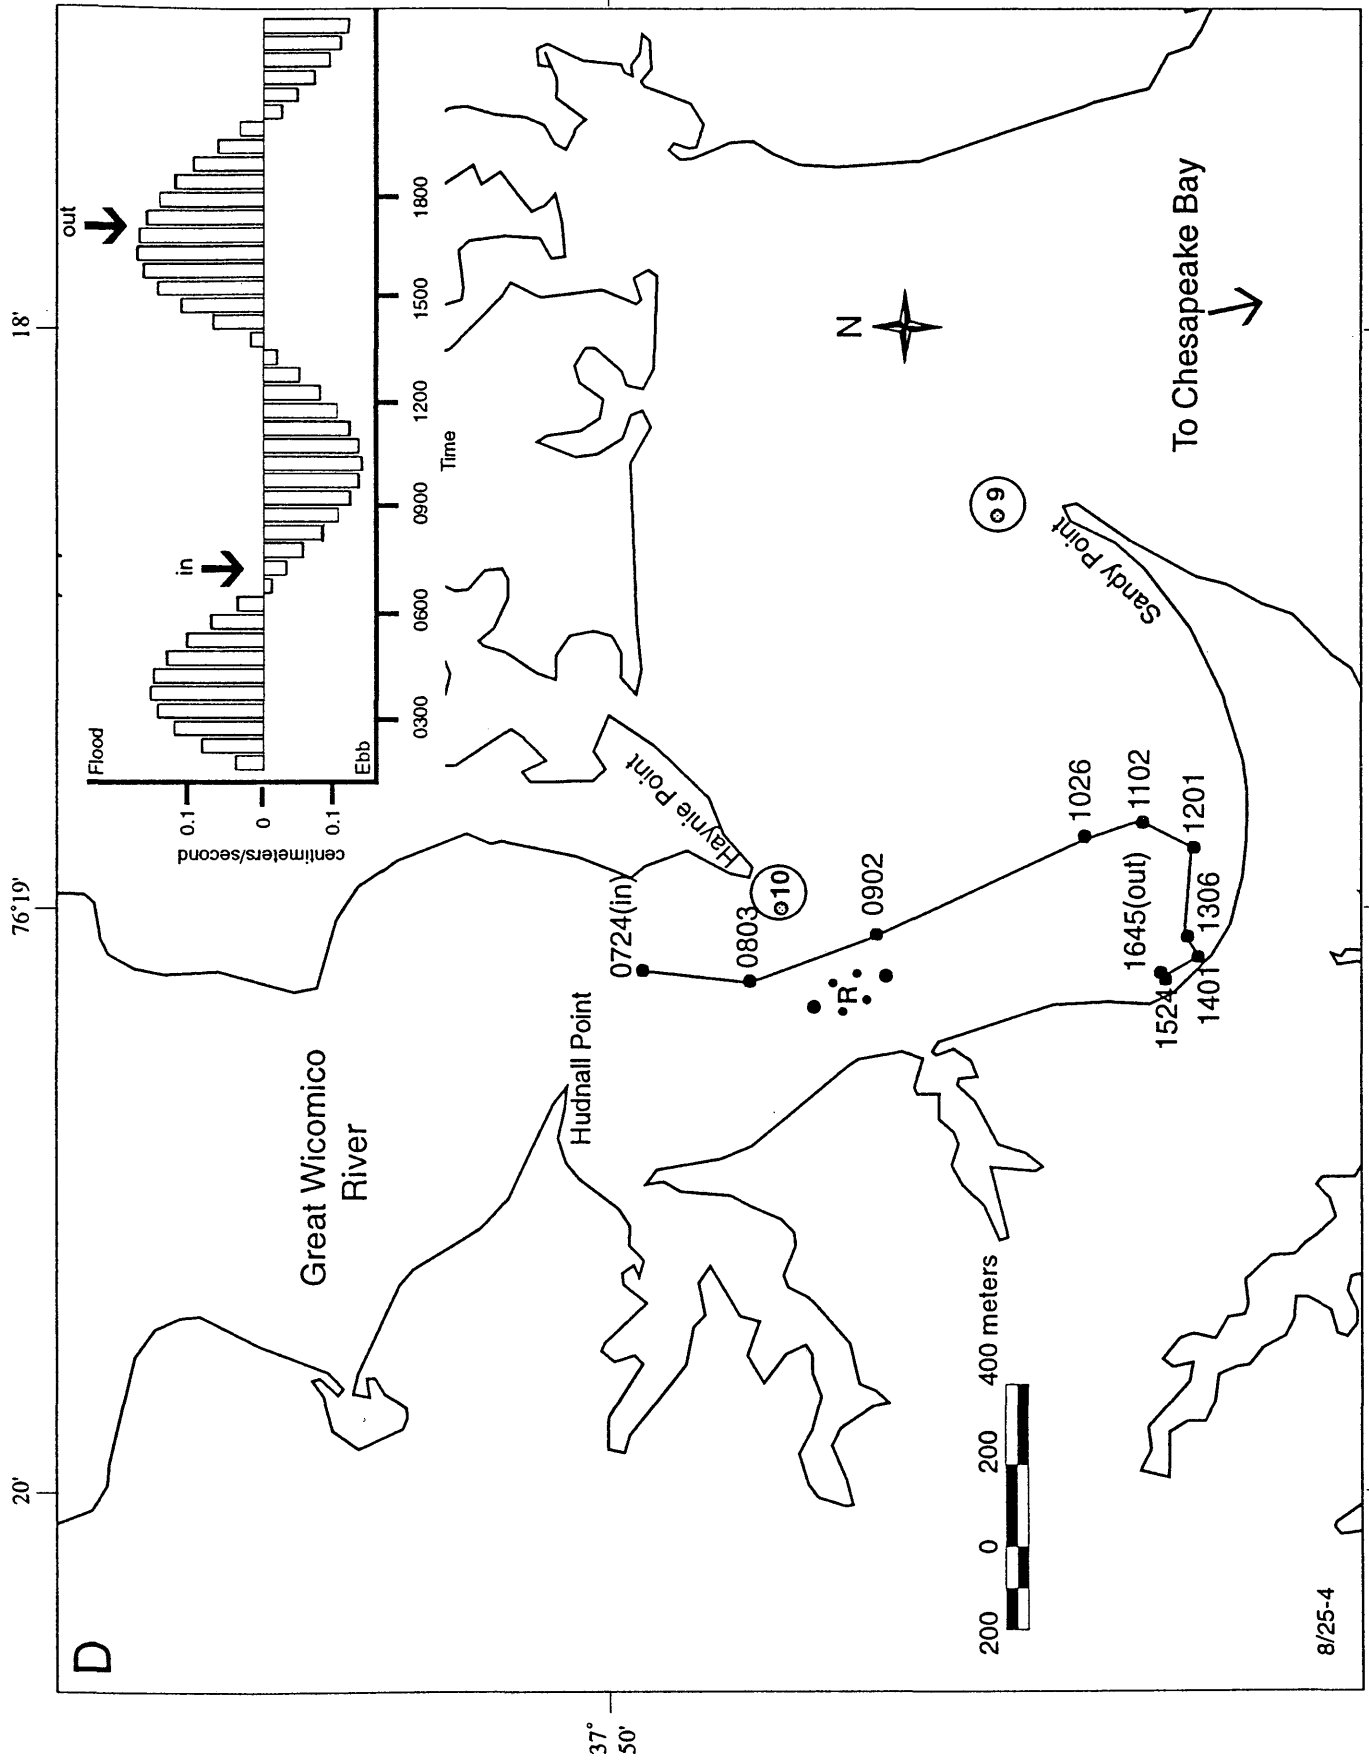 D
20'
76°19'
18'
37°
50'
Flood
Ebb
0.1
0
0.1
centimeters/second
in
out
0300
0600
0900
1200
1500
1800
Time
Great Wicomico
River
Hudnall Point
Haynie Point
Sandy Point
0724(in)
0803
10
R
0902
9
N
1026
1102
1201
1645(out)
1306
1524
1401
To Chesapeake Bay
200
0
200
400 meters
8/25-4